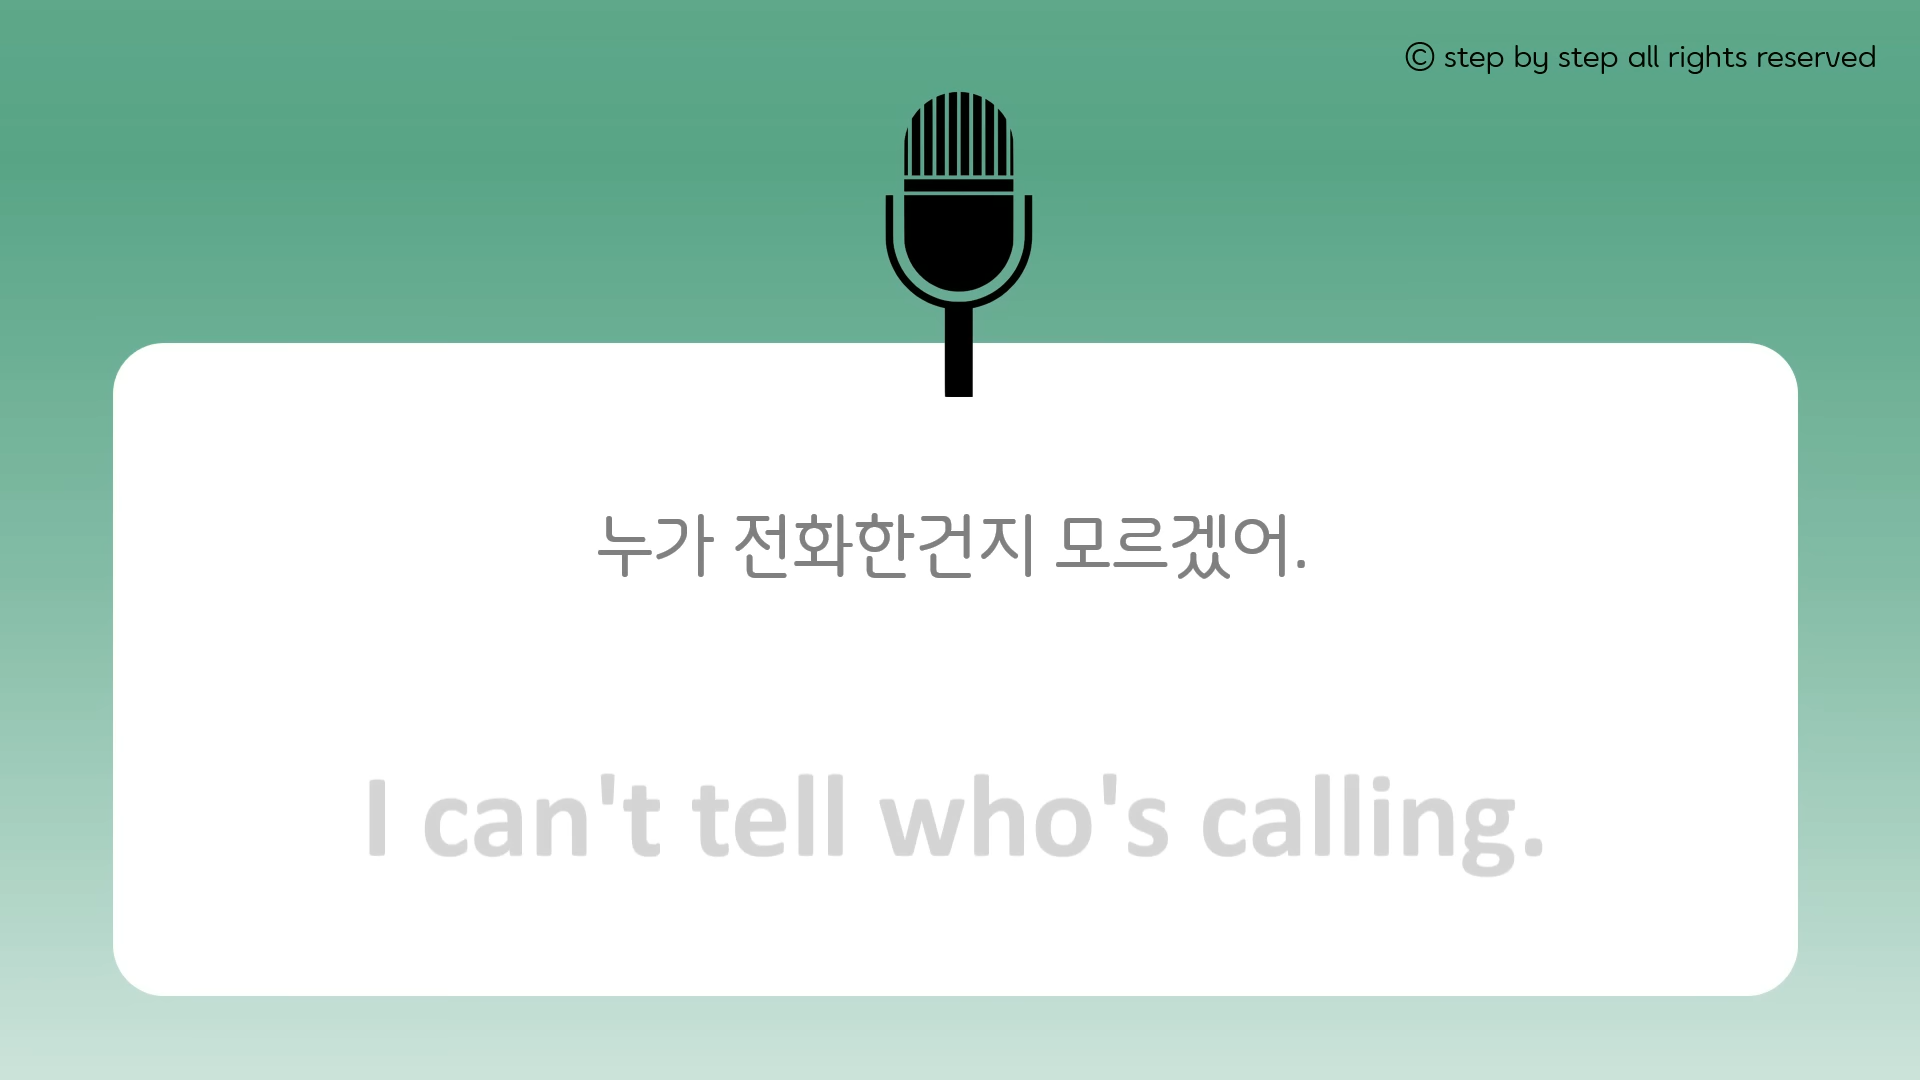 © step by step all rights reserved
누가 전화한건지 모르겠어.
I can't tell who's calling.